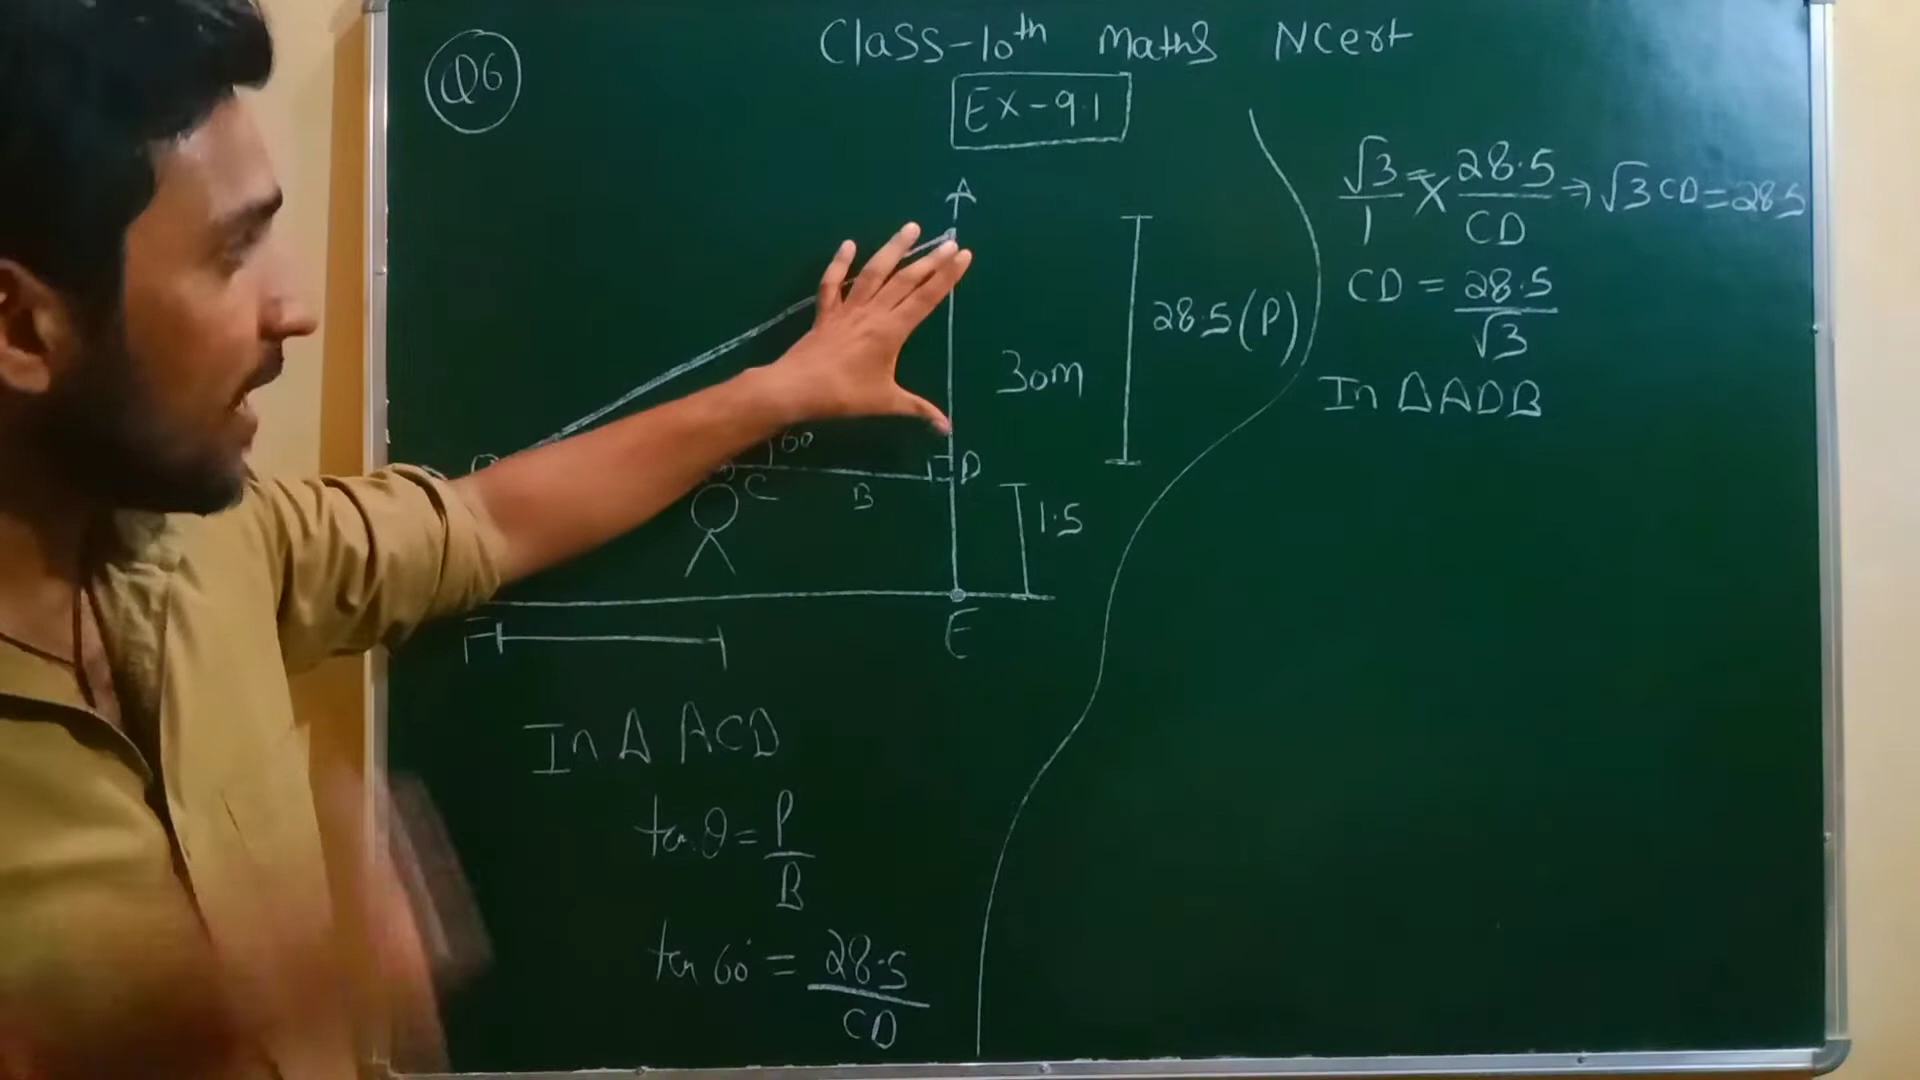 Class-10th Maths NCert
Q6
Ex-9.1
A
28.5(P)
30m
60
C
B
D
1.5
E
F
In Δ ACD
tan θ = P/B
tan 60° = 28.5/CD
√3/1 = 28.5/CD ⇒ √3 CD = 28.5
CD = 28.5/√3
In ΔADB